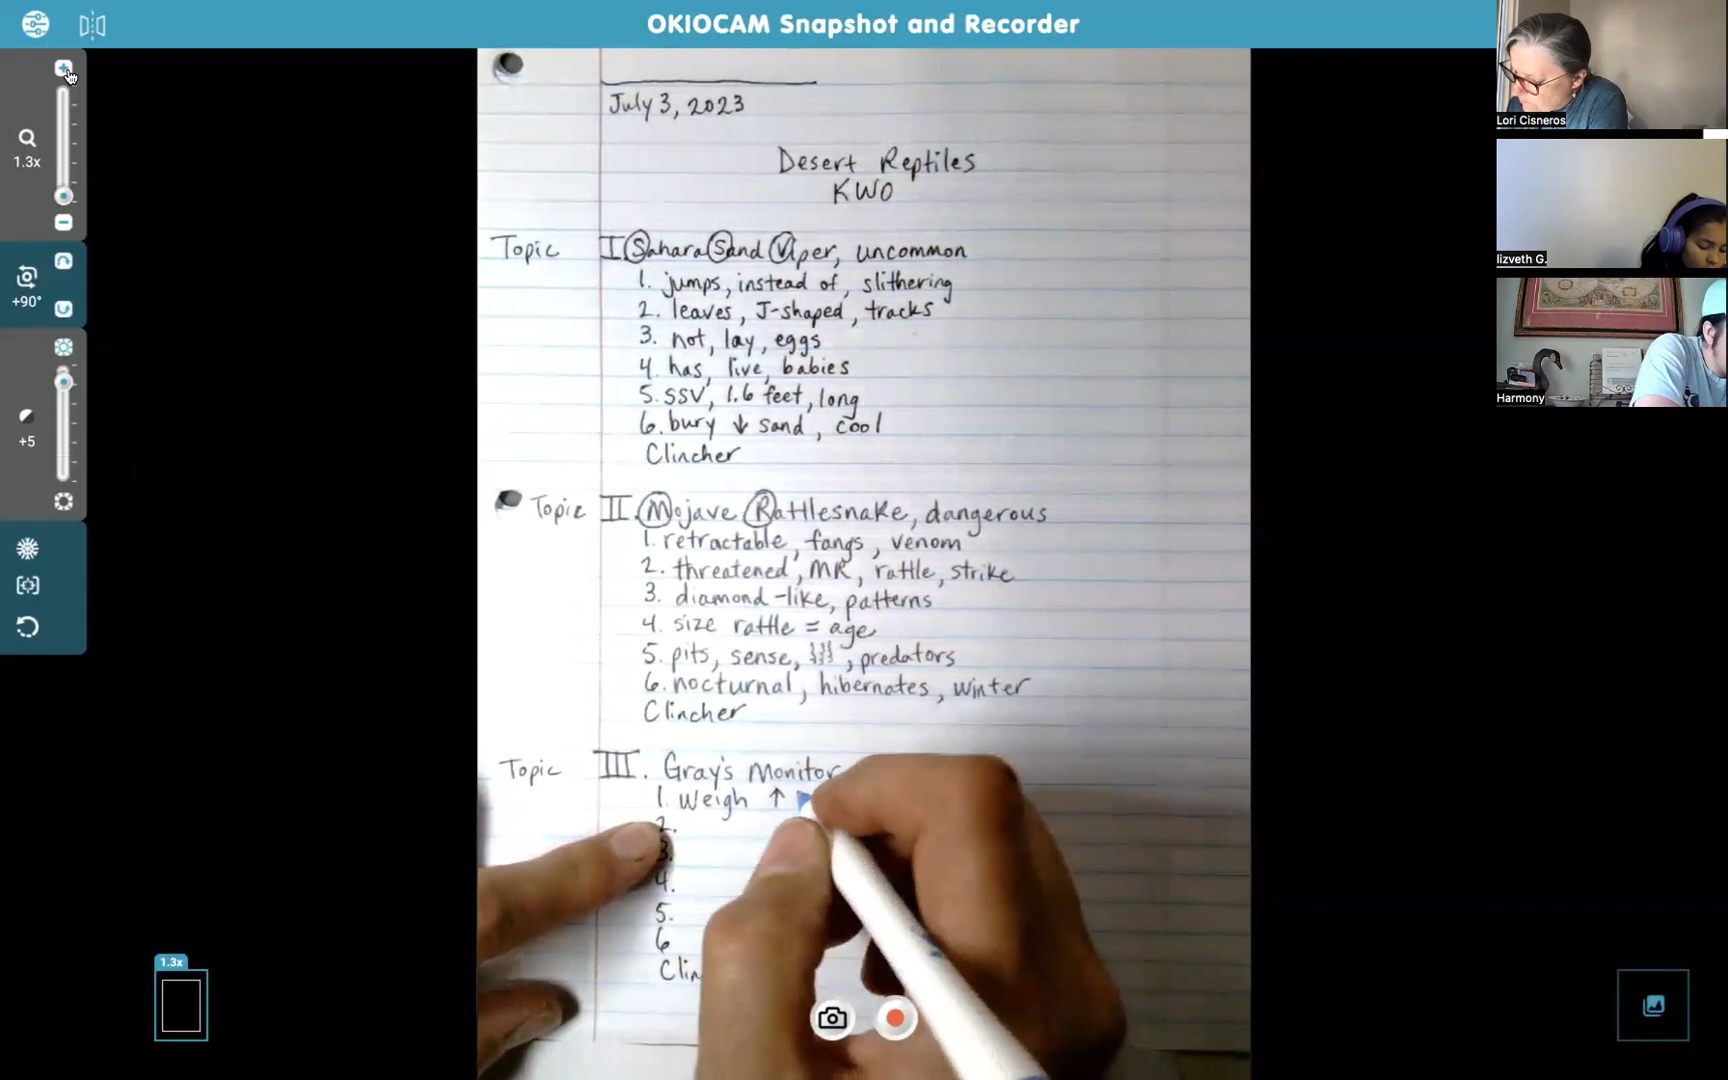 OKIOCAM Snapshot and Recorder
1.3x
+90°
+5
1.3x
July 3, 2023
Desert Reptiles
KWO
Topic I Sahara Sand Viper, uncommon
1. jumps, instead of, slithering
2. leaves, J-shaped, tracks
3. not, lay, eggs
4. has, live, babies
5. SSV, 1.6 feet, long
6. bury ↓ sand, cool
Clincher
Topic II. Mojave Rattlesnake, dangerous
1. retractable, fangs, venom
2. threatened, MR, rattle, strike
3. diamond-like, patterns
4. size rattle = age
5. pits, sense, , predators
6. nocturnal, hibernates, winter
Clincher
Topic III. Gray's Monitor
1. Weigh ↑
2.
3.
4.
5.
6
Clin
Lori Cisneros
lizveth G.
Harmony